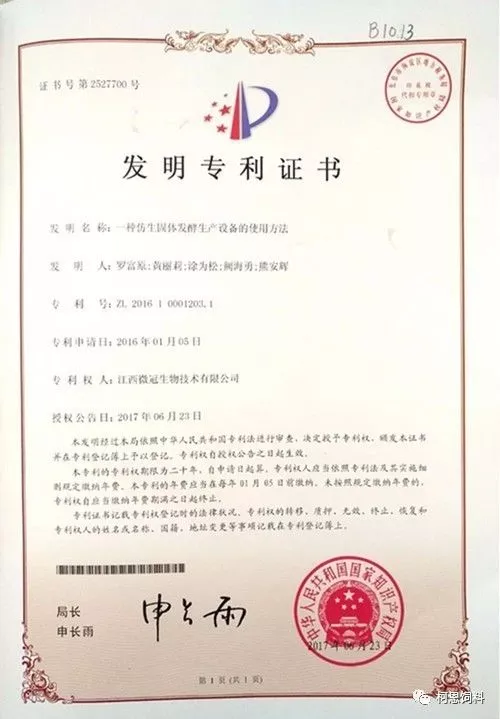 B1013
证书号第2527700号
发明专利证书
发 明 名 称:一种仿生固体发酵生产设备的使用方法
发 明 人:罗富原;黄丽莉;涂为松;阙海勇;熊安辉
专 利 号:ZL 2016 1 0001203.1
专利申请日:2016年01月05日
专 利 权 人:江西微冠生物技术有限公司
授权公告日:2017年06月23日
本发明经过本局依照中华人民共和国专利法进行审查,决定授予专利权,颁发本证书
并在专利登记簿上予以登记。专利权自授权公告之日起生效。
本专利的专利权期限为二十年,自申请日起算。专利权人应当依照专利法及其实施细
则规定缴纳年费。本专利的年费应当在每年01月05日前缴纳。未按照规定缴纳年费的,
专利权自应当缴纳年费期满之日起终止。
专利证书记载专利权登记时的法律状况。专利权的转移、质押、无效、终止、恢复和
专利权人的姓名或名称、国籍、地址变更等事项记载在专利登记簿上。
局长
申长雨
申长雨
中华人民共和国国家知识产权局
2017年06月23日
第1页(共1页)
柯恩饲料